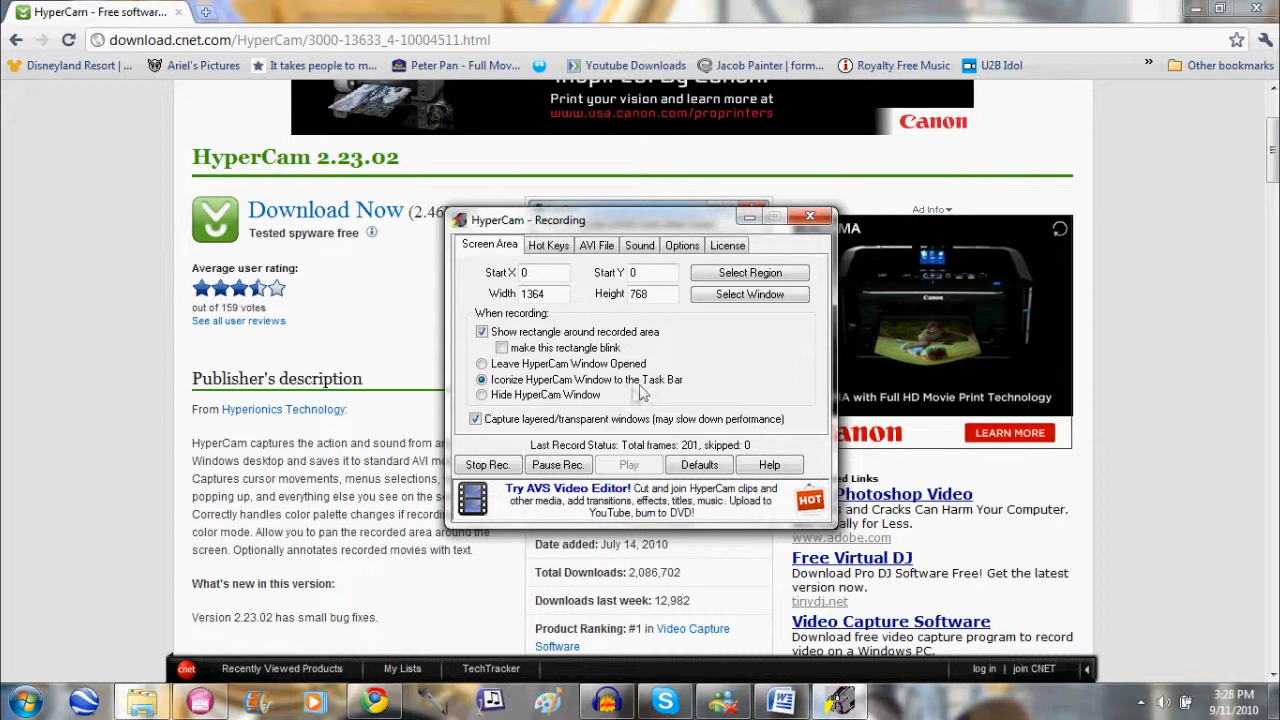 HyperCam - Free softwar...
download.cnet.com/HyperCam/3000-13633_4-10004511.html
Disneyland Resort | ...
Ariel's Pictures
It takes people to m...
Peter Pan - Full Mov...
Youtube Downloads
Jacob Painter | form...
Royalty Free Music
U2B Idol
»
Other bookmarks
Print your vision and learn more at
www.usa.canon.com/proprinters
Canon
HyperCam 2.23.02
Download Now (2.46
Tested spyware free
Average user rating:
out of 159 votes
See all user reviews
Publisher's description
From Hyperionics Technology:
HyperCam captures the action and sound from
Windows desktop and saves it to standard AVI
Captures cursor movements, menu selections,
popping up, and everything else you see on the
Correctly handles color palette changes if
color mode. Allow you to pan the recorded area around the
screen. Optionally annotates recorded movies with text.
What's new in this version:
Version 2.23.02 has small bug fixes.
HyperCam - Recording
Screen Area
Hot Keys
AVI File
Sound
Options
License
Start X 0
Start Y 0
Select Region
Width 1364
Height 768
Select Window
When recording:
Show rectangle around recorded area
make this rectangle blink
Leave HyperCam Window Opened
Iconize HyperCam Window to the Task Bar
Hide HyperCam Window
Capture layered/transparent windows (may slow down performance)
Last Record Status: Total frames: 201, skipped: 0
Stop Rec.
Pause Rec.
Play
Defaults
Help
Try AVS Video Editor! Cut and join HyperCam clips and
other media, add transitions, effects, titles, music. Upload to
YouTube, burn to DVD!
HOT
Date added: July 14, 2010
Total Downloads: 2,086,702
Downloads last week: 12,982
Product Ranking: #1 in Video Capture
Software
Ad Info
MA
Canon
MA with Full HD Movie Print Technology
LEARN MORE
Links
Photoshop Video
and Cracks Can Harm Your Computer.
ally for Less.
www.adobe.com
Free Virtual DJ
Download Pro DJ Software Free! Get the latest
version now.
tinvdj.net
Video Capture Software
Download free video capture program to record
video on a Windows PC.
cnet
Recently Viewed Products
My Lists
TechTracker
log in
join CNET
3:28 PM
9/11/2010